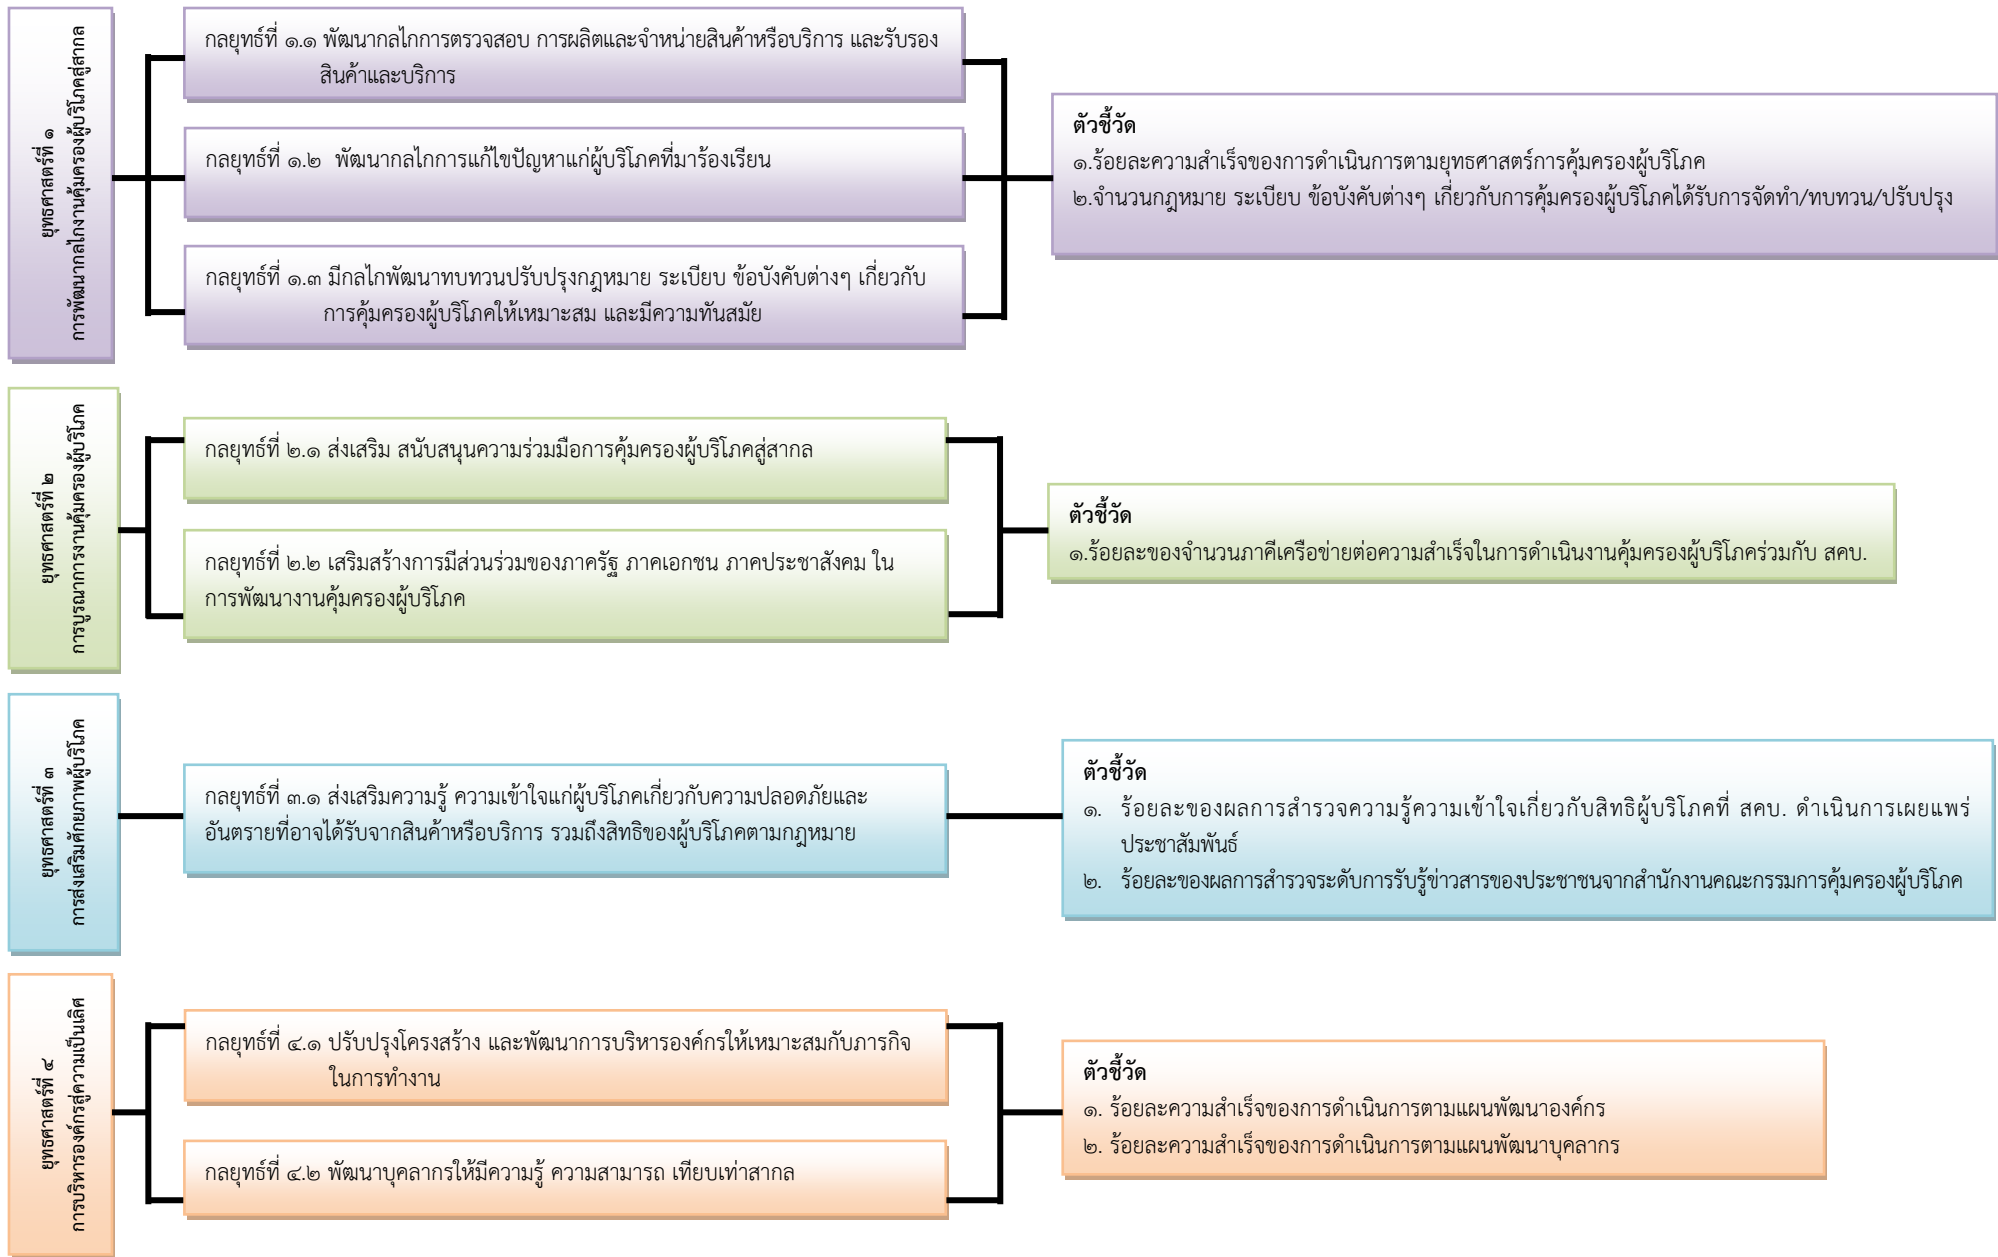 ยุทธศาสตร์ที่ ๑
การพัฒนากลไกงานคุ้มครองผู้บริโภคสู่สากล
กลยุทธ์ที่ ๑.๑ พัฒนากลไกการตรวจสอบ การผลิตและจำหน่ายสินค้าหรือบริการ และรับรอง
สินค้าและบริการ
กลยุทธ์ที่ ๑.๒ พัฒนากลไกการแก้ไขปัญหาแก่ผู้บริโภคที่มาร้องเรียน
กลยุทธ์ที่ ๑.๓ มีกลไกพัฒนาทบทวนปรับปรุงกฎหมาย ระเบียบ ข้อบังคับต่างๆ เกี่ยวกับ
การคุ้มครองผู้บริโภคให้เหมาะสม และมีความทันสมัย
ตัวชี้วัด
๑.ร้อยละความสำเร็จของการดำเนินการตามยุทธศาสตร์การคุ้มครองผู้บริโภค
๒.จำนวนกฎหมาย ระเบียบ ข้อบังคับต่างๆ เกี่ยวกับการคุ้มครองผู้บริโภคได้รับการจัดทำ/ทบทวน/ปรับปรุง
ยุทธศาสตร์ที่ ๒
การบูรณาการงานคุ้มครองผู้บริโภค
กลยุทธ์ที่ ๒.๑ ส่งเสริม สนับสนุนความร่วมมือการคุ้มครองผู้บริโภคสู่สากล
กลยุทธ์ที่ ๒.๒ เสริมสร้างการมีส่วนร่วมของภาครัฐ ภาคเอกชน ภาคประชาสังคม ใน
การพัฒนางานคุ้มครองผู้บริโภค
ตัวชี้วัด
๑.ร้อยละของจำนวนภาคีเครือข่ายต่อความสำเร็จในการดำเนินงานคุ้มครองผู้บริโภคร่วมกับ สคบ.
ยุทธศาสตร์ที่ ๓
การส่งเสริมศักยภาพผู้บริโภค
กลยุทธ์ที่ ๓.๑ ส่งเสริมความรู้ ความเข้าใจแก่ผู้บริโภคเกี่ยวกับความปลอดภัยและ
อันตรายที่อาจได้รับจากสินค้าหรือบริการ รวมถึงสิทธิของผู้บริโภคตามกฎหมาย
ตัวชี้วัด
๑. ร้อยละของผลการสำรวจความรู้ความเข้าใจเกี่ยวกับสิทธิผู้บริโภคที่ สคบ. ดำเนินการเผยแพร่
ประชาสัมพันธ์
๒. ร้อยละของผลการสำรวจระดับการรับรู้ข่าวสารของประชาชนจากสำนักงานคณะกรรมการคุ้มครองผู้บริโภค
ยุทธศาสตร์ที่ ๔
การบริหารองค์กรสู่ความเป็นเลิศ
กลยุทธ์ที่ ๔.๑ ปรับปรุงโครงสร้าง และพัฒนาการบริหารองค์กรให้เหมาะสมกับภารกิจ
ในการทำงาน
กลยุทธ์ที่ ๔.๒ พัฒนาบุคลากรให้มีความรู้ ความสามารถ เทียบเท่าสากล
ตัวชี้วัด
๑. ร้อยละความสำเร็จของการดำเนินการตามแผนพัฒนาองค์กร
๒. ร้อยละความสำเร็จของการดำเนินการตามแผนพัฒนาบุคลากร